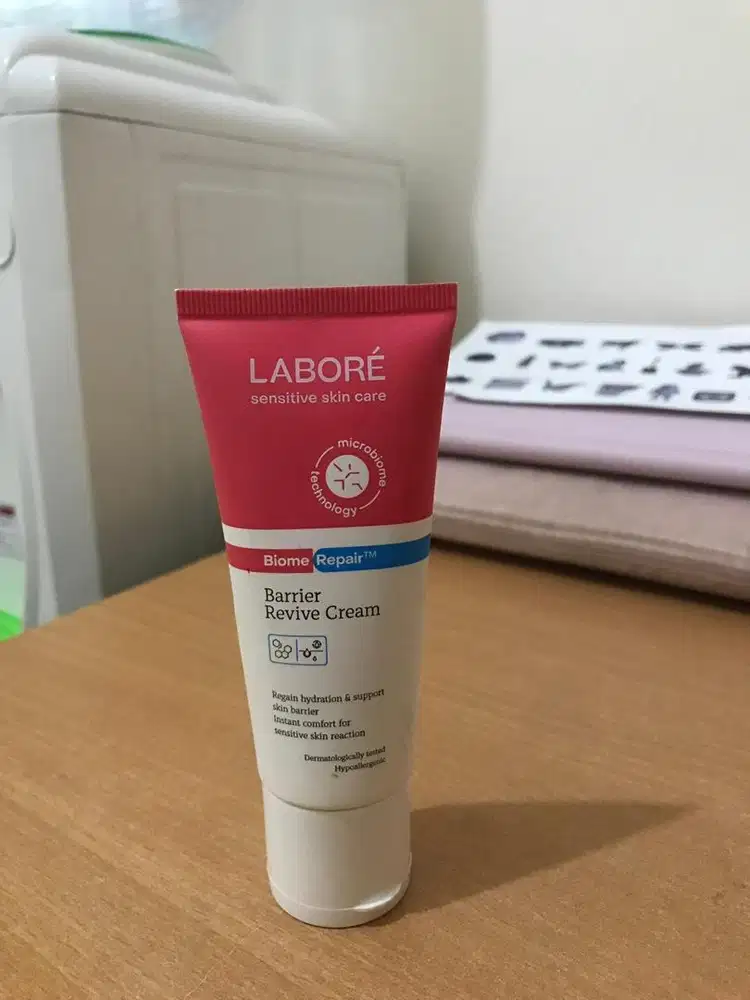 LABORÉ
sensitive skin care
microbiome
technology
Biome Repair™
Barrier
Revive Cream
Regain hydration & support
skin barrier
Instant comfort for
sensitive skin reaction
Dermatologically tested
Hypoallergenic